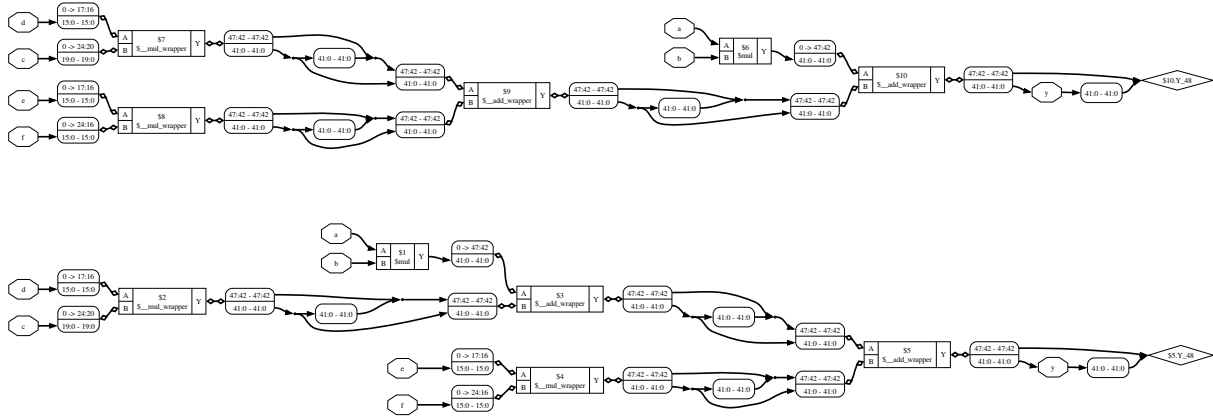 d
0 -> 17:16
15:0 - 15:0
c
0 -> 24:20
19:0 - 19:0
A
B
$7
$__mul_wrapper
Y
47:42 - 47:42
41:0 - 41:0
41:0 - 41:0
47:42 - 47:42
41:0 - 41:0
e
0 -> 17:16
15:0 - 15:0
f
0 -> 24:16
15:0 - 15:0
A
B
$8
$__mul_wrapper
Y
47:42 - 47:42
41:0 - 41:0
41:0 - 41:0
47:42 - 47:42
41:0 - 41:0
A
B
$9
$__add_wrapper
Y
47:42 - 47:42
41:0 - 41:0
41:0 - 41:0
47:42 - 47:42
41:0 - 41:0
a
b
A
B
$6
$mul
Y
0 -> 47:42
41:0 - 41:0
A
B
$10
$__add_wrapper
Y
47:42 - 47:42
41:0 - 41:0
y
41:0 - 41:0
$10.Y_48
a
b
A
B
$1
$mul
Y
0 -> 47:42
41:0 - 41:0
d
0 -> 17:16
15:0 - 15:0
c
0 -> 24:20
19:0 - 19:0
A
B
$2
$__mul_wrapper
Y
47:42 - 47:42
41:0 - 41:0
41:0 - 41:0
47:42 - 47:42
41:0 - 41:0
A
B
$3
$__add_wrapper
Y
47:42 - 47:42
41:0 - 41:0
41:0 - 41:0
47:42 - 47:42
41:0 - 41:0
e
0 -> 17:16
15:0 - 15:0
f
0 -> 24:16
15:0 - 15:0
A
B
$4
$__mul_wrapper
Y
47:42 - 47:42
41:0 - 41:0
41:0 - 41:0
47:42 - 47:42
41:0 - 41:0
A
B
$5
$__add_wrapper
Y
47:42 - 47:42
41:0 - 41:0
y
41:0 - 41:0
$5.Y_48